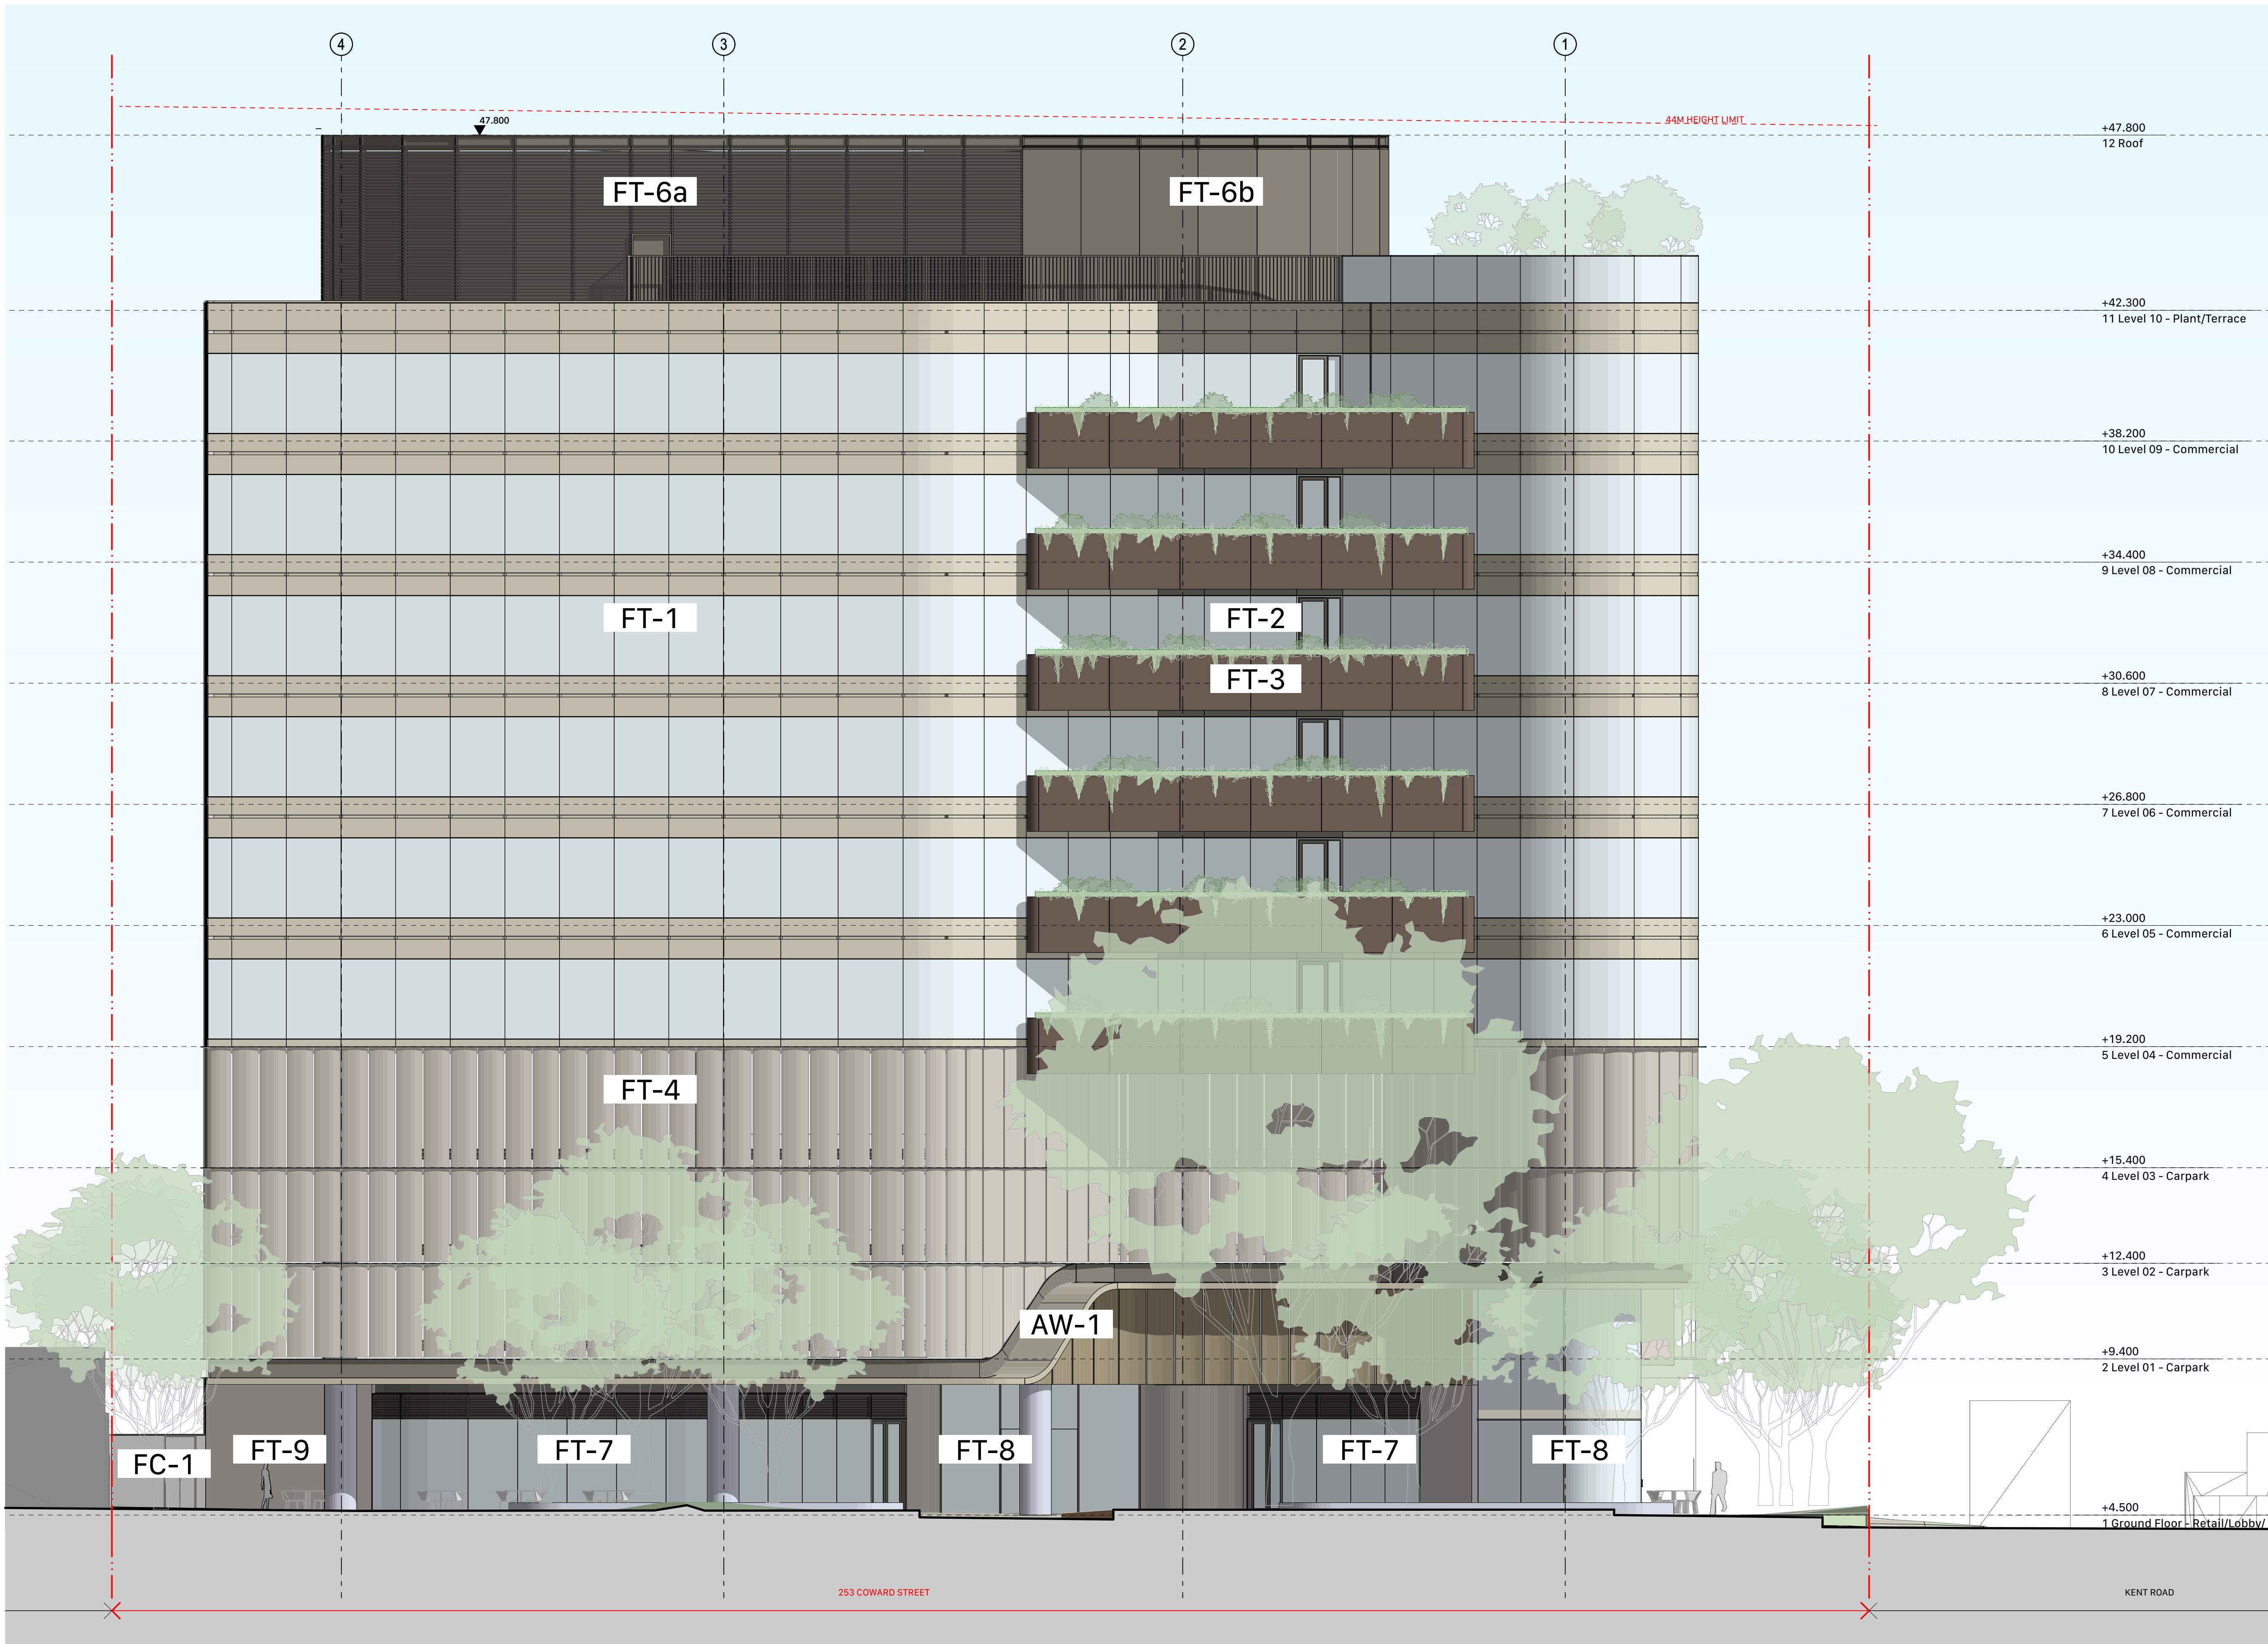 4
3
2
1
47.800
44M HEIGHT LIMIT
+47.800
12 Roof
FT-6a
FT-6b
+42.300
11 Level 10 - Plant/Terrace
+38.200
10 Level 09 - Commercial
+34.400
9 Level 08 - Commercial
FT-1
FT-2
FT-3
+30.600
8 Level 07 - Commercial
+26.800
7 Level 06 - Commercial
+23.000
6 Level 05 - Commercial
+19.200
5 Level 04 - Commercial
FT-4
+15.400
4 Level 03 - Carpark
+12.400
3 Level 02 - Carpark
AW-1
+9.400
2 Level 01 - Carpark
FC-1
FT-9
FT-7
FT-8
FT-7
FT-8
+4.500
1 Ground Floor - Retail/Lobby/
253 COWARD STREET
KENT ROAD